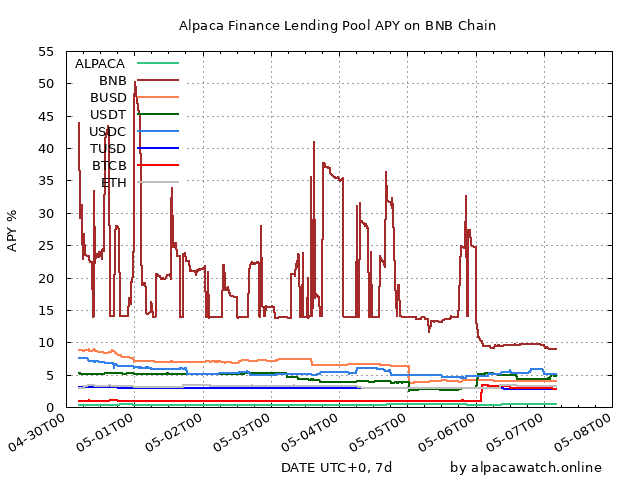 Alpaca Finance Lending Pool APY on BNB Chain
55
50
45
40
35
30
25
20
15
10
5
0
APY %
ALPACA
BNB
BUSD
USDT
USDC
TUSD
BTCB
ETH
04-30T00
05-01T00
05-02T00
05-03T00
05-04T00
05-05T00
05-06T00
05-07T00
05-08T00
DATE UTC+0, 7d
by alpacawatch.online